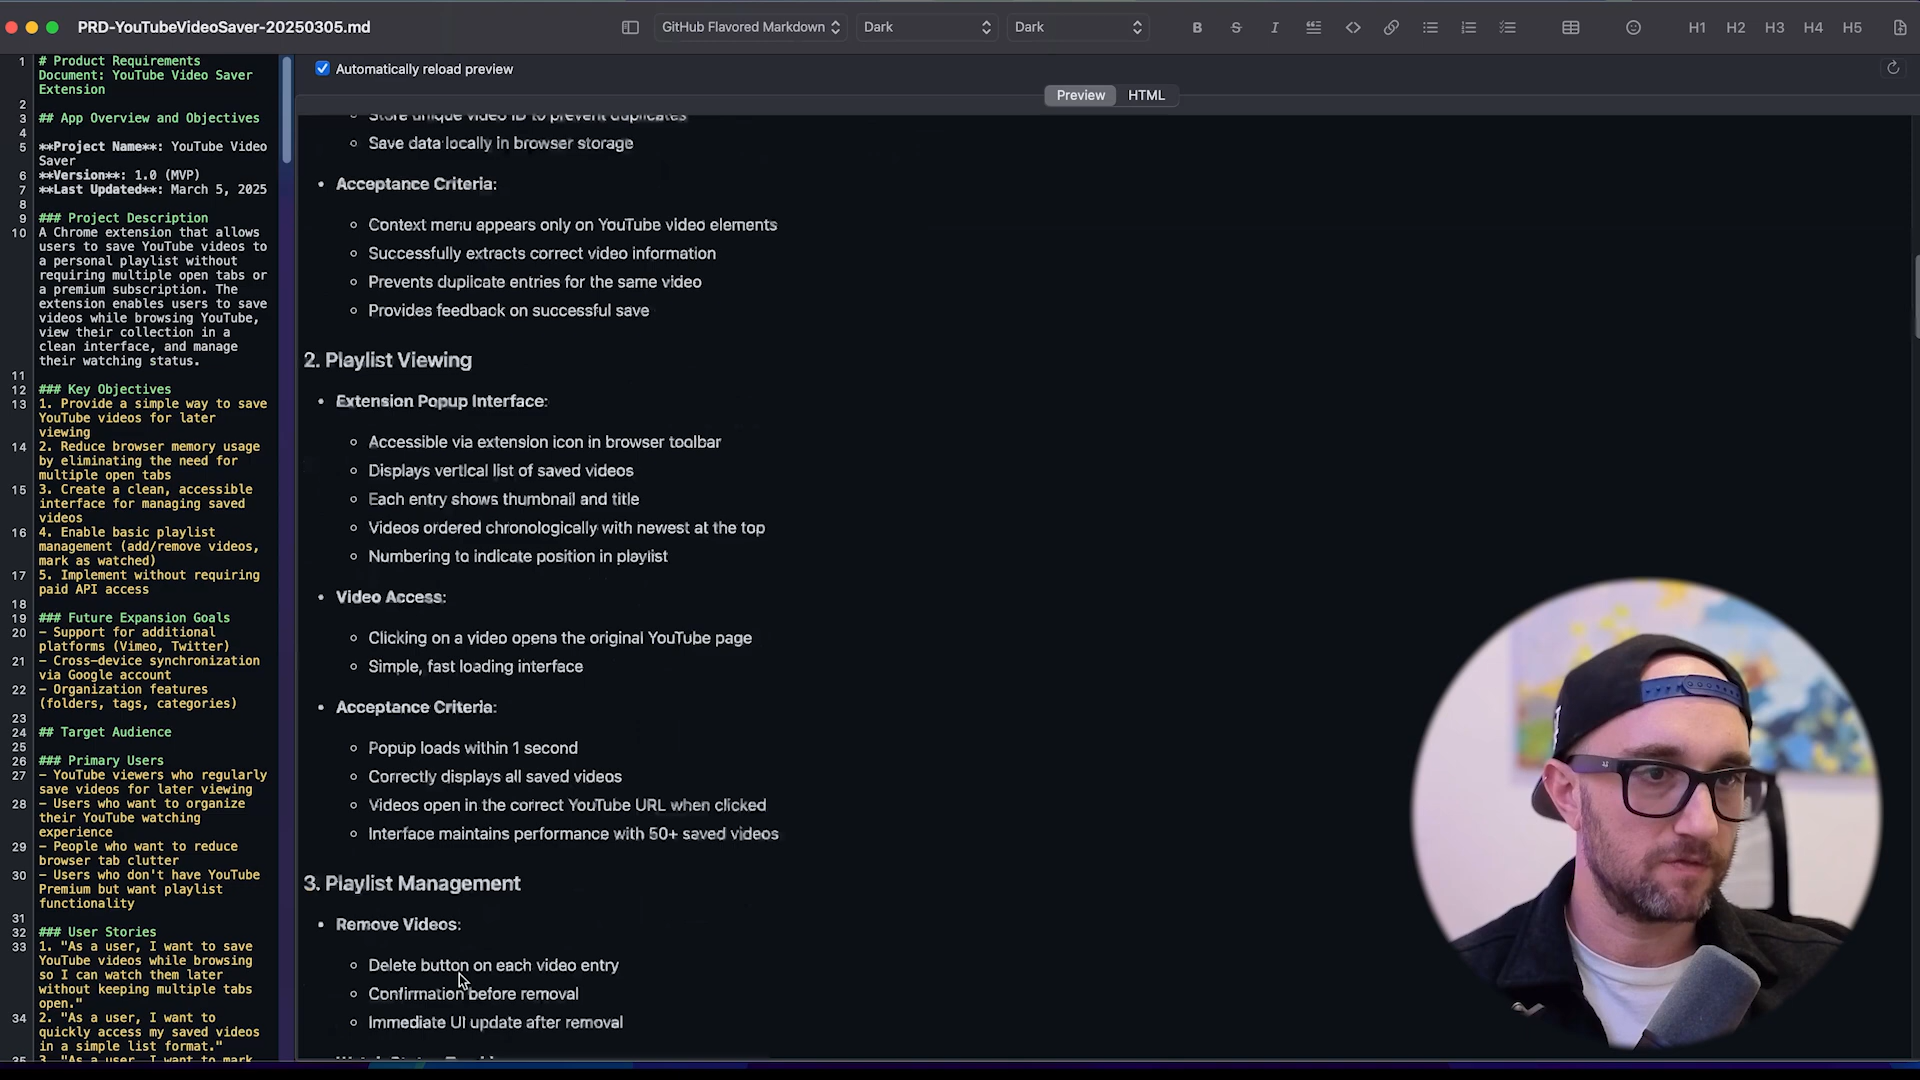 PRD-YouTubeVideoSaver-20250305.md
GitHub Flavored Markdown
Dark
Dark
B
S
I
H1
H2
H3
H4
H5
Automatically reload preview
Preview
HTML
1 # Product Requirements
Document: YouTube Video Saver
Extension
2
3 ## App Overview and Objectives
4
5 **Project Name**: YouTube Video
Saver
6 **Version**: 1.0 (MVP)
7 **Last Updated**: March 5, 2025
8
9 ### Project Description
10 A Chrome extension that allows
users to save YouTube videos to
a personal playlist without
requiring multiple open tabs or
a premium subscription. The
extension enables users to save
videos while browsing YouTube,
view their collection in a
clean interface, and manage
their watching status.
11
12 ### Key Objectives
13 1. Provide a simple way to save
YouTube videos for later
viewing
14 2. Reduce browser memory usage
by eliminating the need for
multiple open tabs
15 3. Create a clean, accessible
interface for managing saved
videos
16 4. Enable basic playlist
management (add/remove videos,
mark as watched)
17 5. Implement without requiring
paid API access
18
19 ### Future Expansion Goals
20 - Support for additional
platforms (Vimeo, Twitter)
21 - Cross-device synchronization
via Google account
22 - Organization features
(folders, tags, categories)
23
24 ## Target Audience
25
26 ### Primary Users
27 - YouTube viewers who regularly
save videos for later viewing
28 - Users who want to organize
their YouTube watching
experience
29 - People who want to reduce
browser tab clutter
30 - Users who don't have YouTube
Premium but want playlist
functionality
31
32 ### User Stories
33 1. "As a user, I want to save
YouTube videos while browsing
so I can watch them later
without keeping multiple tabs
open."
34 2. "As a user, I want to
quickly access my saved videos
in a simple list format."
35 3. "As a user, I want to mark
Store unique video ID to prevent duplicates
Save data locally in browser storage
Acceptance Criteria:
Context menu appears only on YouTube video elements
Successfully extracts correct video information
Prevents duplicate entries for the same video
Provides feedback on successful save
2. Playlist Viewing
Extension Popup Interface:
Accessible via extension icon in browser toolbar
Displays vertical list of saved videos
Each entry shows thumbnail and title
Videos ordered chronologically with newest at the top
Numbering to indicate position in playlist
Video Access:
Clicking on a video opens the original YouTube page
Simple, fast loading interface
Acceptance Criteria:
Popup loads within 1 second
Correctly displays all saved videos
Videos open in the correct YouTube URL when clicked
Interface maintains performance with 50+ saved videos
3. Playlist Management
Remove Videos:
Delete button on each video entry
Confirmation before removal
Immediate UI update after removal